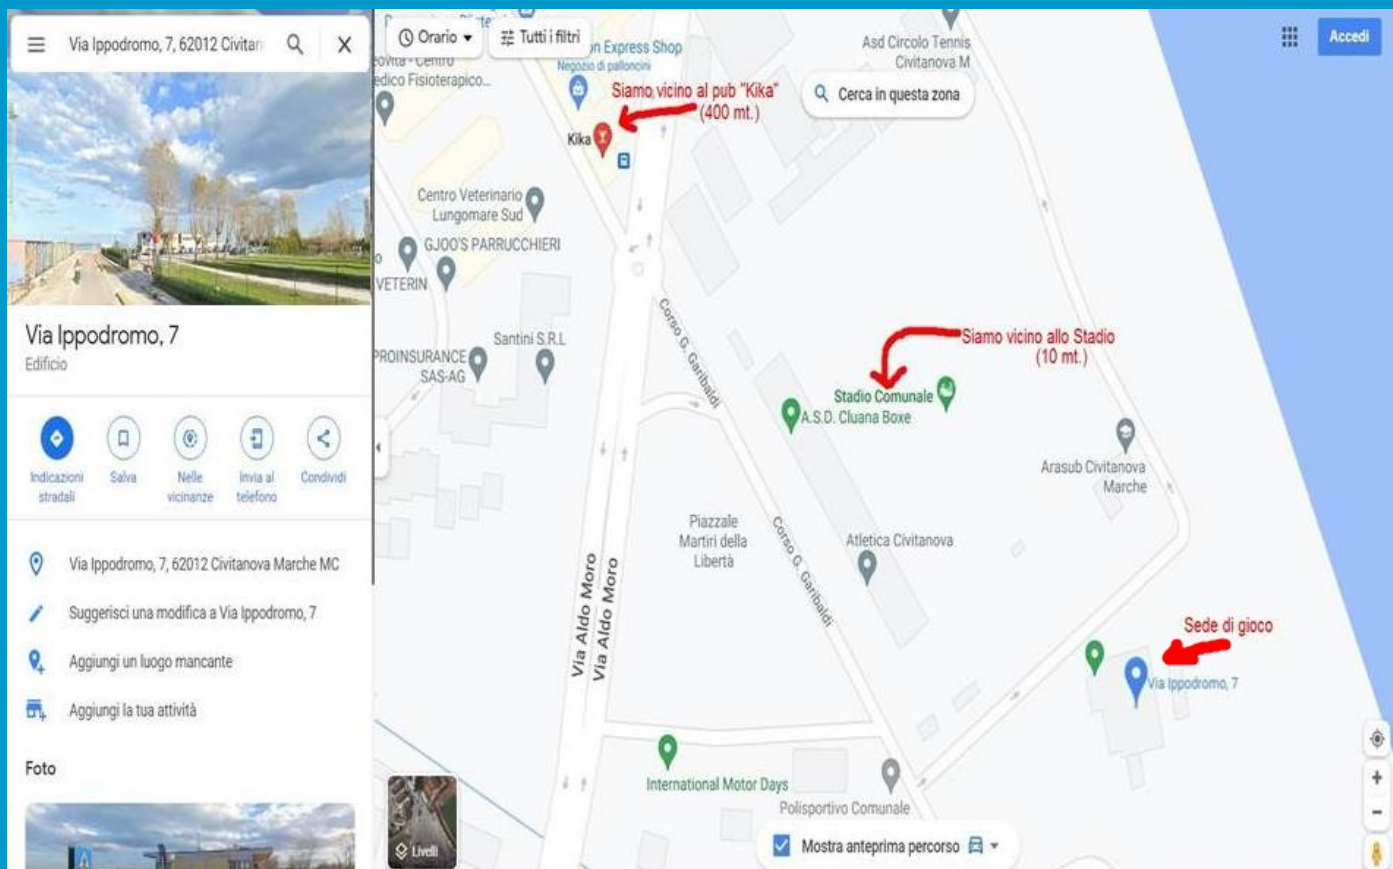 Via Ippodromo, 7, 62012 Civitan
Via Ippodromo, 7
Edificio
Indicazioni
stradali
Salva
Nelle
vicinanze
Invia al
telefono
Condividi
Via Ippodromo, 7, 62012 Civitanova Marche MC
Suggerisci una modifica a Via Ippodromo, 7
Aggiungi un luogo mancante
Aggiungi la tua attività
Foto
Orario
Tutti i filtri
on Express Shop
Negozio di palloncini
Centro
edico Fisioterapico...
Siamo vicino al pub "Kika"
(400 mt.)
Kika
Asd Circolo Tennis
Civitanova M
Cerca in questa zona
Accedi
Centro Veterinario
Lungomare Sud
GJOO'S PARRUCCHIERI
VETERIN
Santini S.R.L
PROINSURANCE
SAS-AG
Corso G. Garibaldi
Siamo vicino allo Stadio
(10 mt.)
Stadio Comunale
A.S.D. Cluana Boxe
Arasub Civitanova
Marche
Piazzale
Martiri della
Libertà
Corso G. Garibaldi
Atletica Civitanova
Via Aldo Moro
Via Aldo Moro
Sede di gioco
Via Ippodromo, 7
International Motor Days
Polisportivo Comunale
Livelli
Mostra anteprima percorso